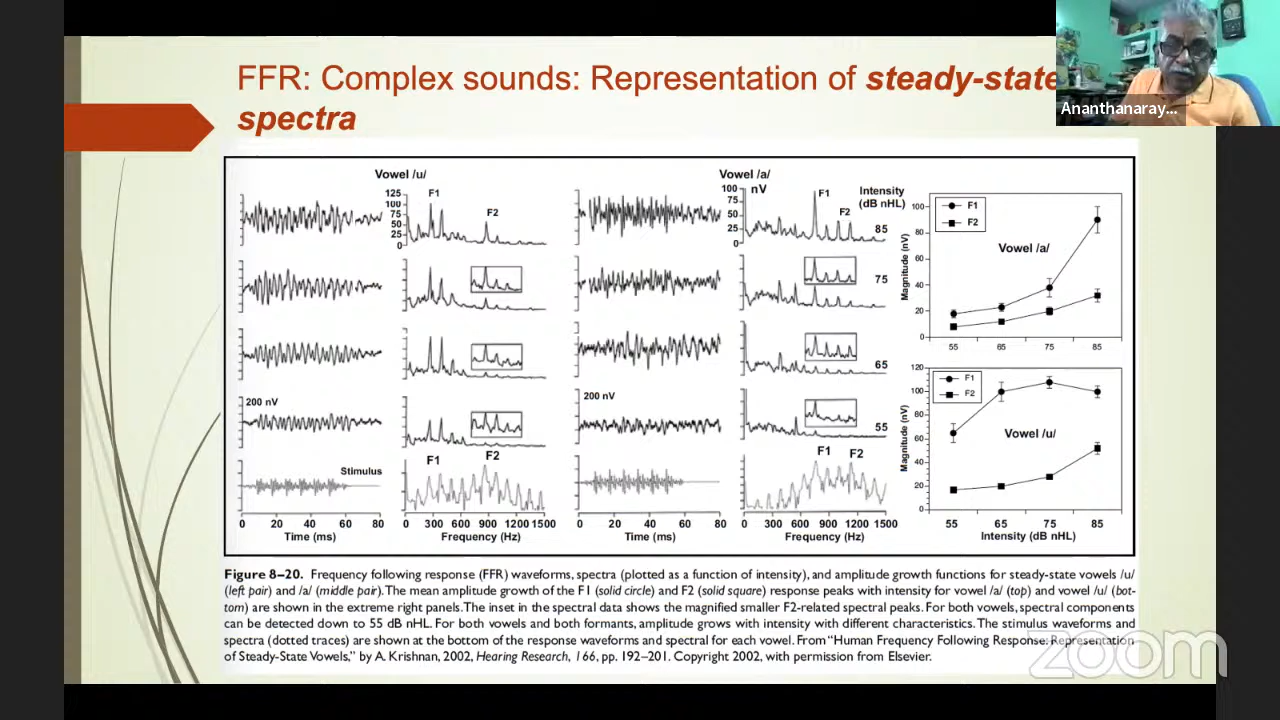 FFR: Complex sounds: Representation of steady-state
spectra
Ananthanaray...
Vowel /u/
Vowel /a/
125
100
75
50
25
0
F1
F2
100
75
50
25
0
nV
F1
F2
Intensity
(dB nHL)
85
75
65
55
200 nV
200 nV
Stimulus
F1
F2
F1
F2
0 20 40 60 80
Time (ms)
0 300 600 900 1200 1500
Frequency (Hz)
0 20 40 60 80
Time (ms)
0 300 600 900 1200 1500
Frequency (Hz)
F1
F2
Vowel /a/
Magnitude (nV)
100
80
60
40
20
0
55 65 75 85
F1
F2
Vowel /u/
Magnitude (nV)
120
100
80
60
40
20
0
55 65 75 85
Intensity (dB nHL)
Figure 8–20. Frequency following response (FFR) waveforms, spectra (plotted as a function of intensity), and amplitude growth functions for steady-state vowels /u/
(left pair) and /a/ (middle pair). The mean amplitude growth of the F1 (solid circle) and F2 (solid square) responses with intensity for vowel /a/ (top) and vowel /u/ (bot-
tom) are shown in the extreme right panels. The inset in the spectral data shows the magnified smaller F2-related spectral peaks. For both vowels, spectral components
can be detected down to 55 dB nHL. For both vowels and both formants, amplitude grows with intensity with different characteristics. The stimulus waveforms and
spectra (dotted traces) are shown at the bottom of the response waveforms and spectral for each vowel. From “Human Frequency Following Response: Representation
of Steady-State Vowels,” by A. Krishnan, 2002, Hearing Research, 166, pp. 192–201. Copyright 2002, with permission from Elsevier.
zoom